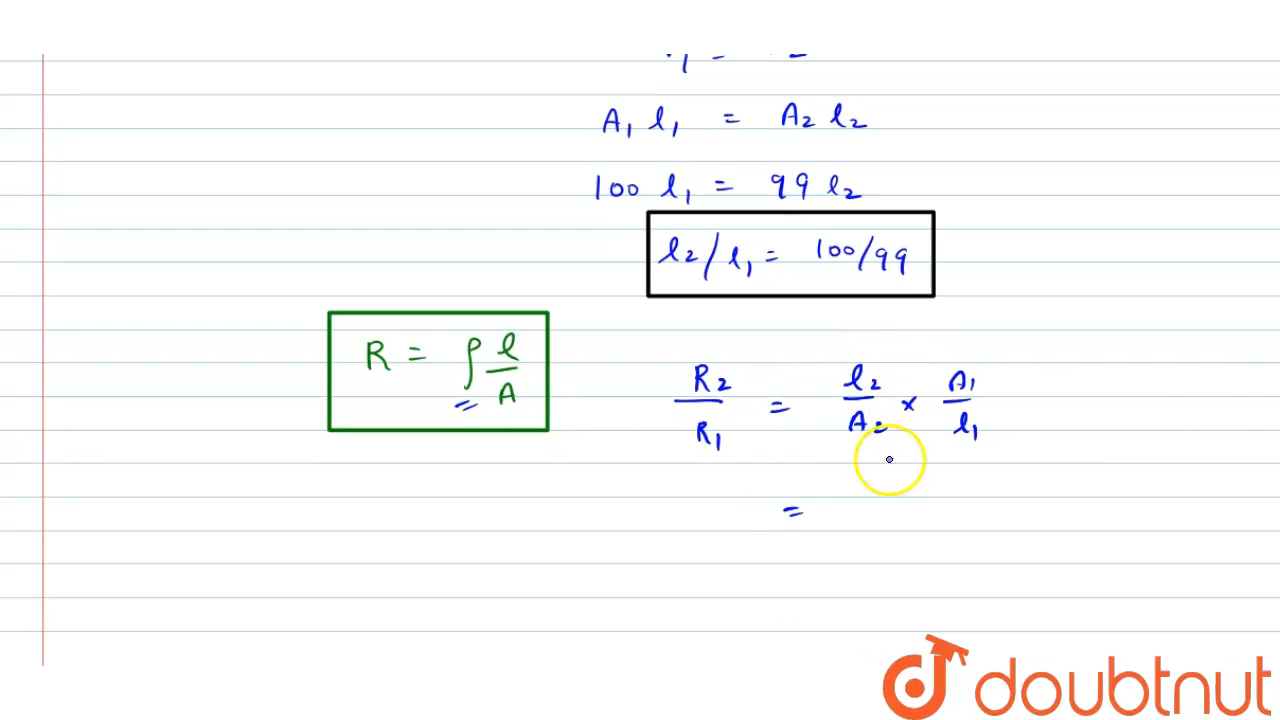 A₁ l₁ = A₂ l₂
100 l₁ = 99 l₂
l₂/l₁ = 100/99
R = ρ l/A
R₂/R₁ = l₂/A₂ × A₁/l₁
=
doubtnut